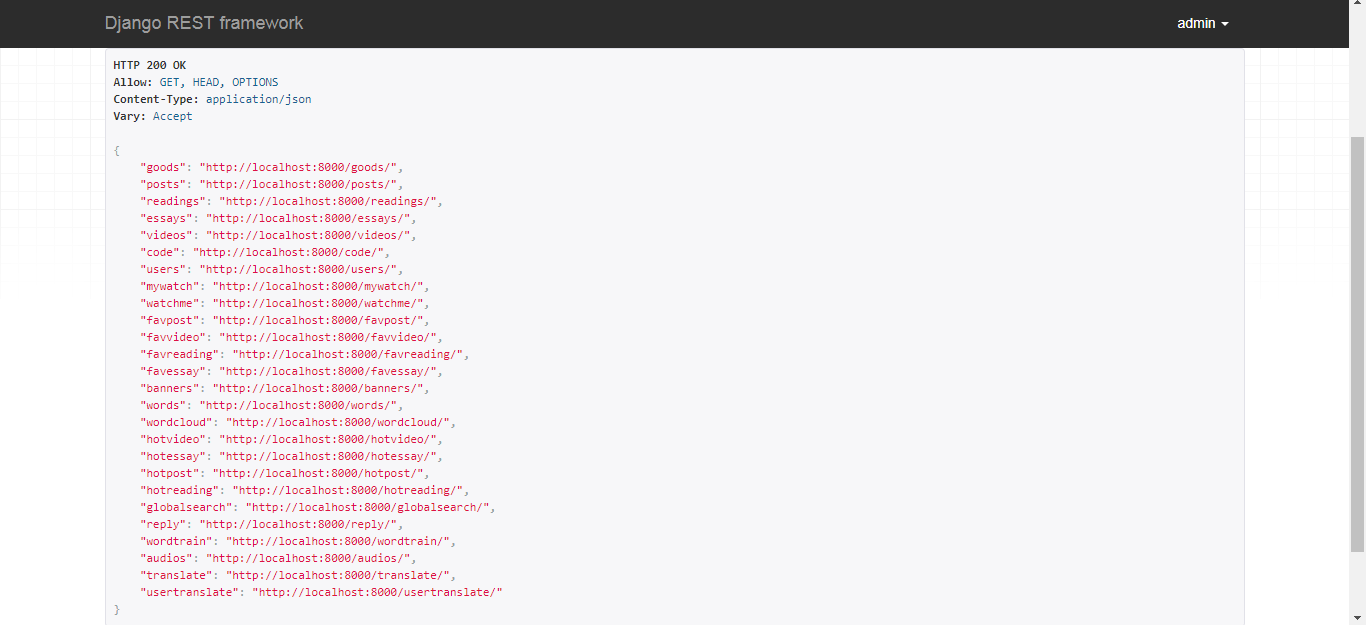 Django REST framework
admin
HTTP 200 OK
Allow: GET, HEAD, OPTIONS
Content-Type: application/json
Vary: Accept
{
"goods": "http://localhost:8000/goods/",
"posts": "http://localhost:8000/posts/",
"readings": "http://localhost:8000/readings/",
"essays": "http://localhost:8000/essays/",
"videos": "http://localhost:8000/videos/",
"code": "http://localhost:8000/code/",
"users": "http://localhost:8000/users/",
"mywatch": "http://localhost:8000/mywatch/",
"watchme": "http://localhost:8000/watchme/",
"favpost": "http://localhost:8000/favpost/",
"favvideo": "http://localhost:8000/favvideo/",
"favreading": "http://localhost:8000/favreading/",
"favessay": "http://localhost:8000/favessay/",
"banners": "http://localhost:8000/banners/",
"words": "http://localhost:8000/words/",
"wordcloud": "http://localhost:8000/wordcloud/",
"hotvideo": "http://localhost:8000/hotvideo/",
"hotessay": "http://localhost:8000/hotessay/",
"hotpost": "http://localhost:8000/hotpost/",
"hotreading": "http://localhost:8000/hotreading/",
"globalsearch": "http://localhost:8000/globalsearch/",
"reply": "http://localhost:8000/reply/",
"wordtrain": "http://localhost:8000/wordtrain/",
"audios": "http://localhost:8000/audios/",
"translate": "http://localhost:8000/translate/",
"usertranslate": "http://localhost:8000/usertranslate/"
}